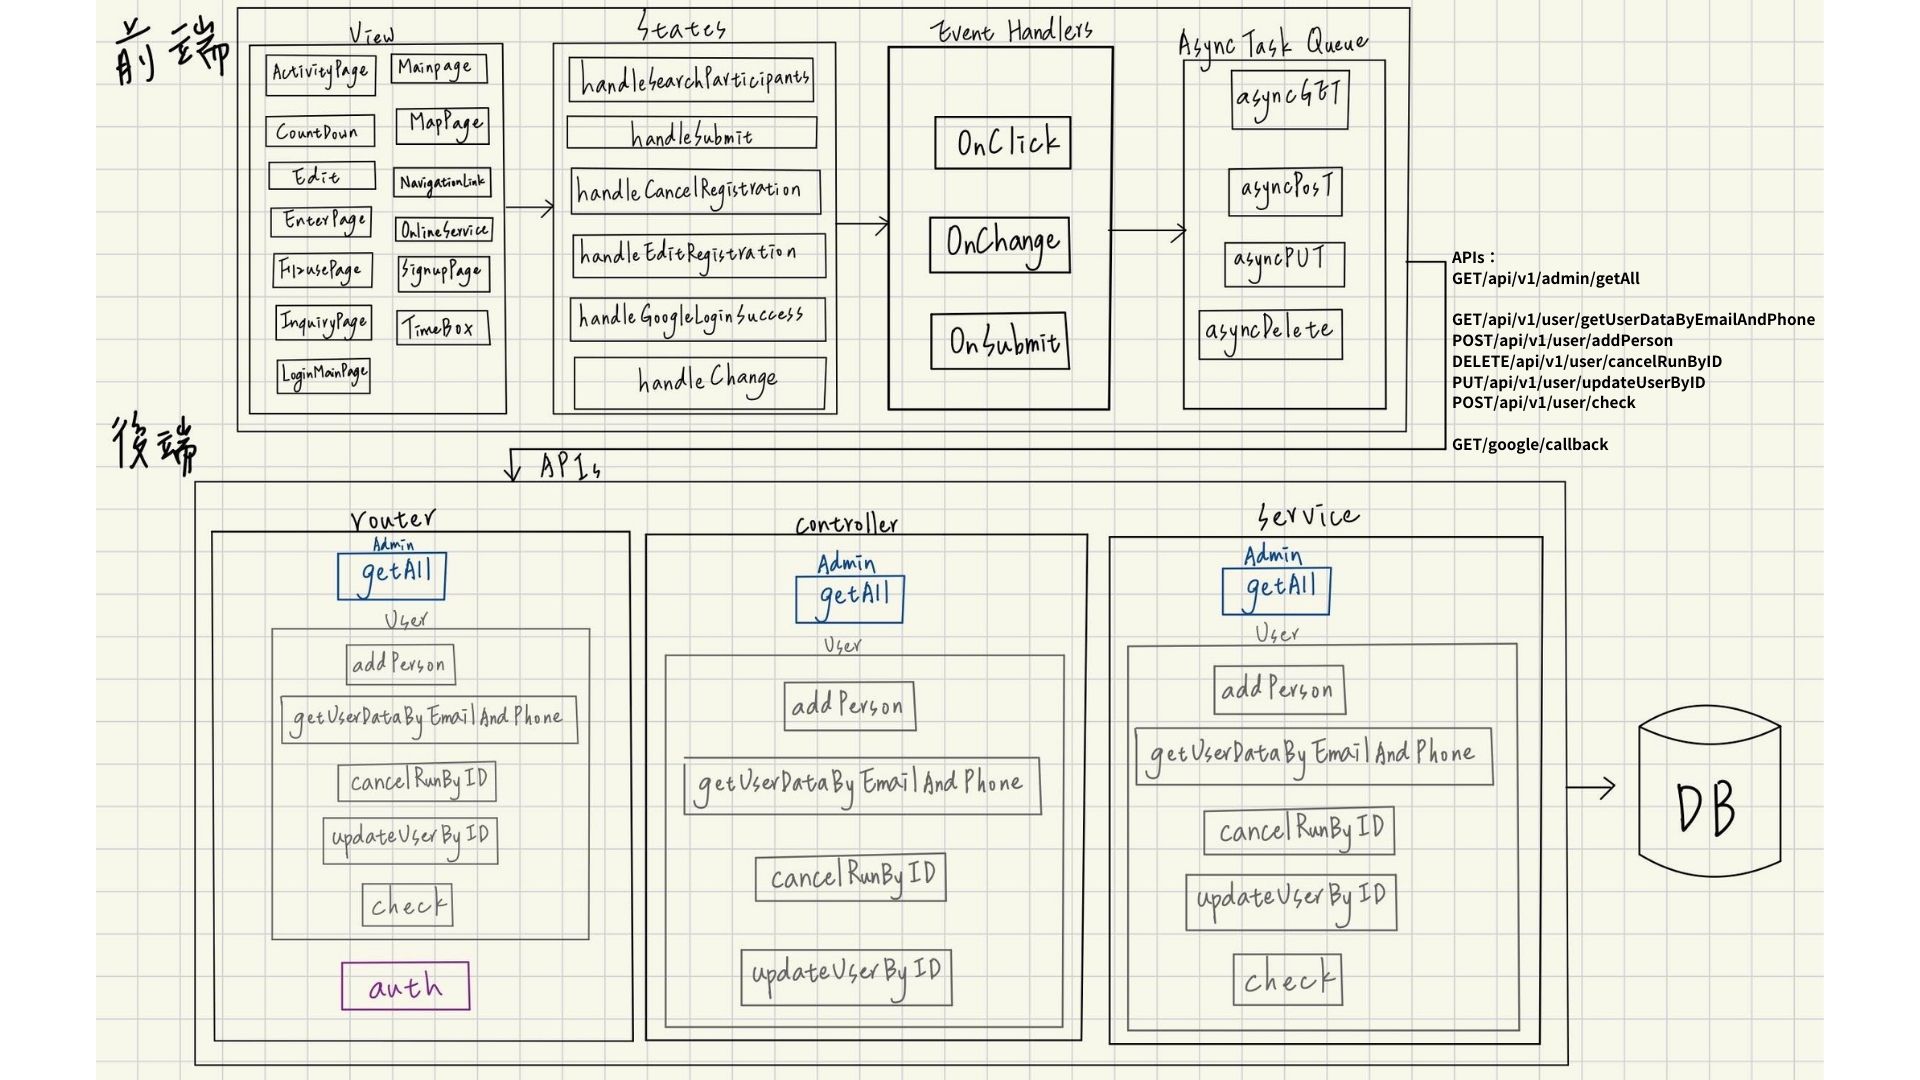 前端
View
ActivityPage
Mainpage
CountDown
MapPage
Edit
NavigationLink
EnterPage
OnlineService
SignupPage
InquiryPage
TimeBox
LoginMainPage
States
handleSearchParticipants
handleSubmit
handleCancelRegistration
handleEditRegistration
handleGoogleLoginSuccess
handleChange
Event Handlers
OnClick
OnChange
OnSubmit
Async Task Queue
asyncGET
asyncPosT
asyncPUT
asyncDelete
APIs：
GET/api/v1/admin/getAll
GET/api/v1/user/getUserDataByEmailAndPhone
POST/api/v1/user/addPerson
DELETE/api/v1/user/cancelRunByID
PUT/api/v1/user/updateUserByID
POST/api/v1/user/check
GET/google/callback
後端
APIs
router
Admin
getAll
User
addPerson
getUserDataByEmailAndPhone
cancelRunByID
updateUserByID
check
auth
controller
Admin
getAll
User
addPerson
getUserDataByEmailAndPhone
cancelRunByID
updateUserByID
service
Admin
getAll
User
addPerson
getUserDataByEmailAndPhone
cancelRunByID
updateUserByID
check
DB